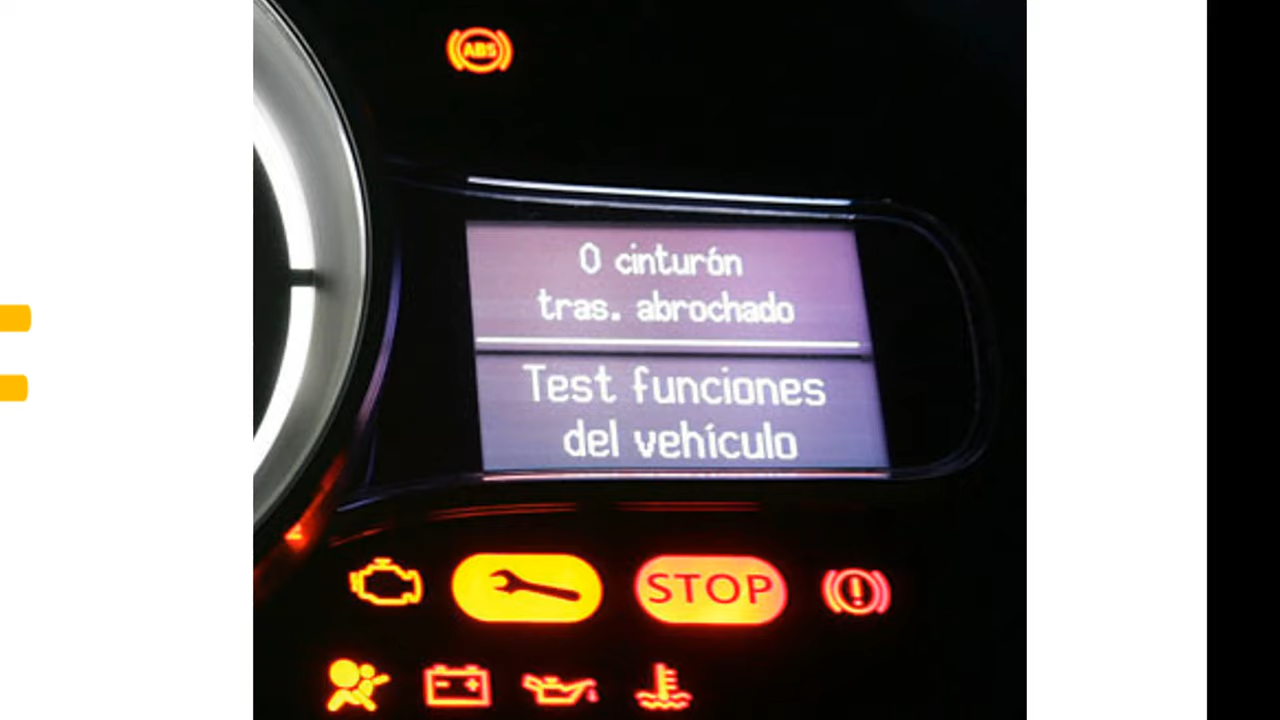 ABS
0 cinturón
tras. abrochado
Test funciones
del vehículo
STOP